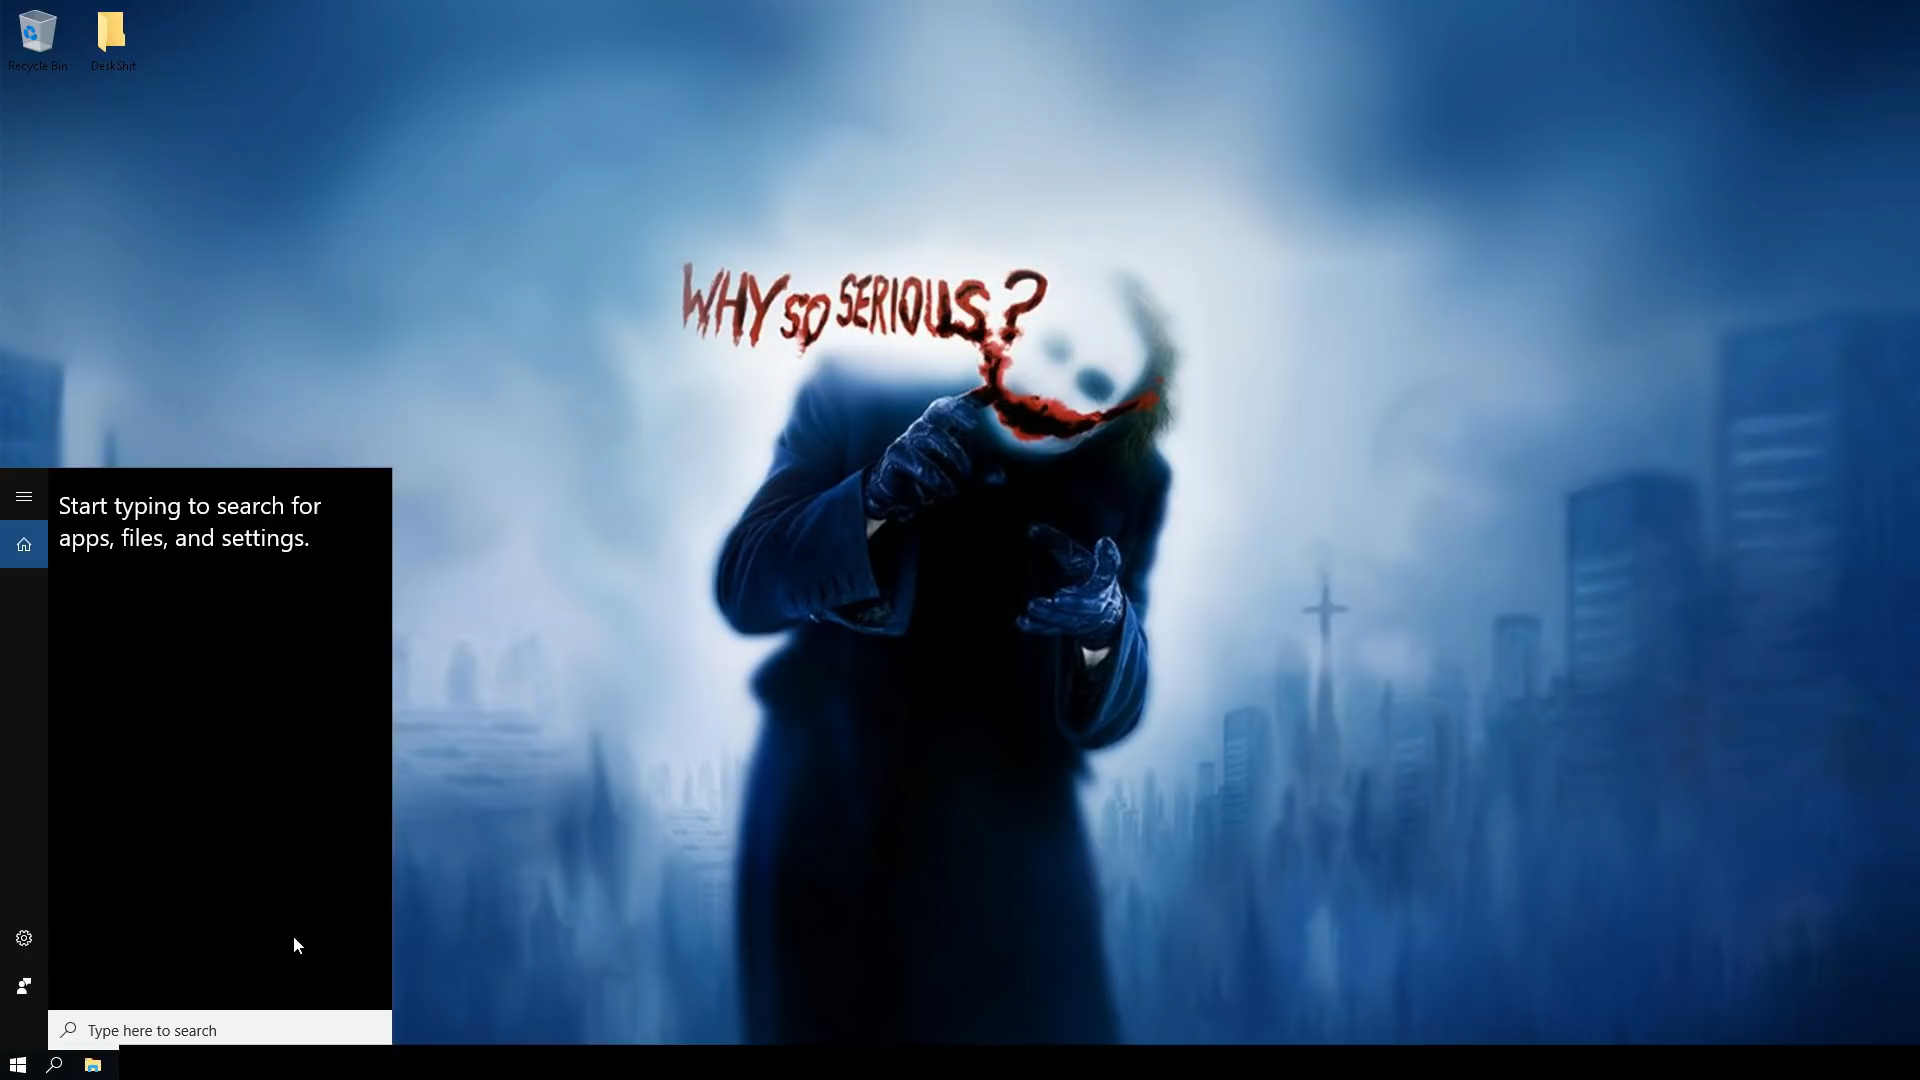 Recycle Bin
DeskShit
WHY SO SERIOUS?
Start typing to search for
apps, files, and settings.
Type here to search